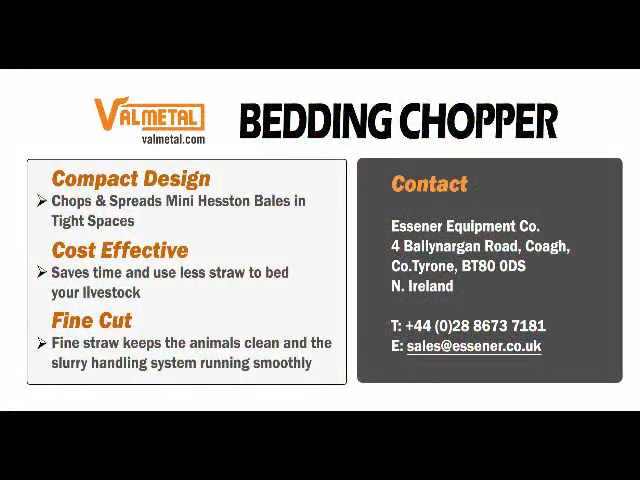 VALMETAL
valmetal.com
BEDDING CHOPPER
Compact Design
Chops & Spreads Mini Hesston Bales in
Tight Spaces
Cost Effective
Saves time and use less straw to bed
your livestock
Fine Cut
Fine straw keeps the animals clean and the
slurry handling system running smoothly
Contact
Essener Equipment Co.
4 Ballynargan Road, Coagh,
Co.Tyrone, BT80 0DS
N. Ireland
T: +44 (0)28 8673 7181
E: sales@essener.co.uk